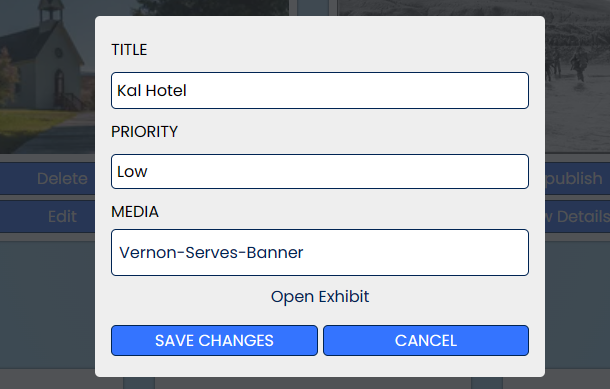 TITLE
Kal Hotel
PRIORITY
Low
MEDIA
Vernon-Serves-Banner
Open Exhibit
SAVE CHANGES
CANCEL
Delete
Edit
publish
Details